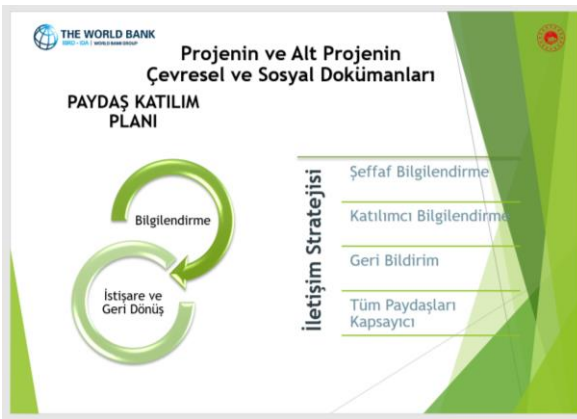 THE WORLD BANK
IBRD • IDA | WORLD BANK GROUP
Projenin ve Alt Projenin
Çevresel ve Sosyal Dokümanları
PAYDAŞ KATILIM
PLANI
Bilgilendirme
İstişare ve
Geri Dönüş
İletişim Stratejisi
Şeffaf Bilgilendirme
Katılımcı Bilgilendirme
Geri Bildirim
Tüm Paydaşları
Kapsayıcı